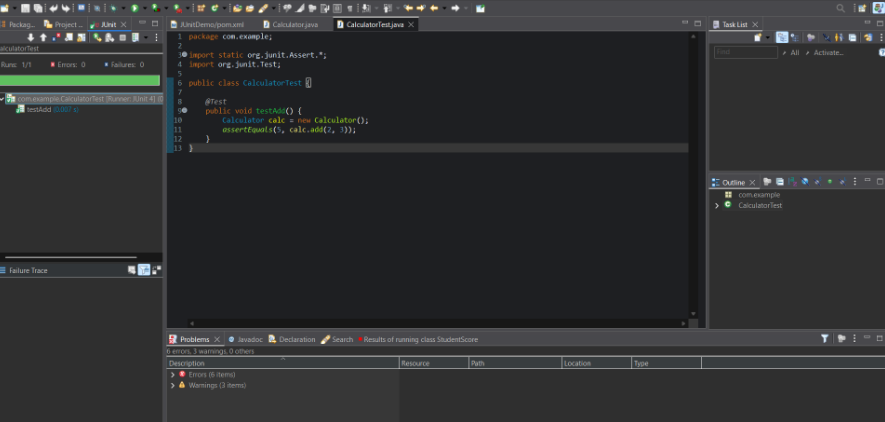 Packag...
Project ...
JUnit
alculatorTest
Runs: 1/1
Errors: 0
Failures: 0
com.example.CalculatorTest [Runner: JUnit 4] (0
testAdd (0.007 s)
Failure Trace
JUnitDemo/pom.xml
Calculator.java
CalculatorTest.java
1 package com.example;
2
3 import static org.junit.Assert.*;
4 import org.junit.Test;
5
6 public class CalculatorTest {
7
8 @Test
9 public void testAdd() {
10 Calculator calc = new Calculator();
11 assertEquals(5, calc.add(2, 3));
12 }
13 }
Task List
Find
All
Activate...
Outline
com.example
CalculatorTest
Problems
Javadoc
Declaration
Search
Results of running class StudentScore
6 errors, 3 warnings, 0 others
Description
Resource
Path
Location
Type
Errors (6 items)
Warnings (3 items)